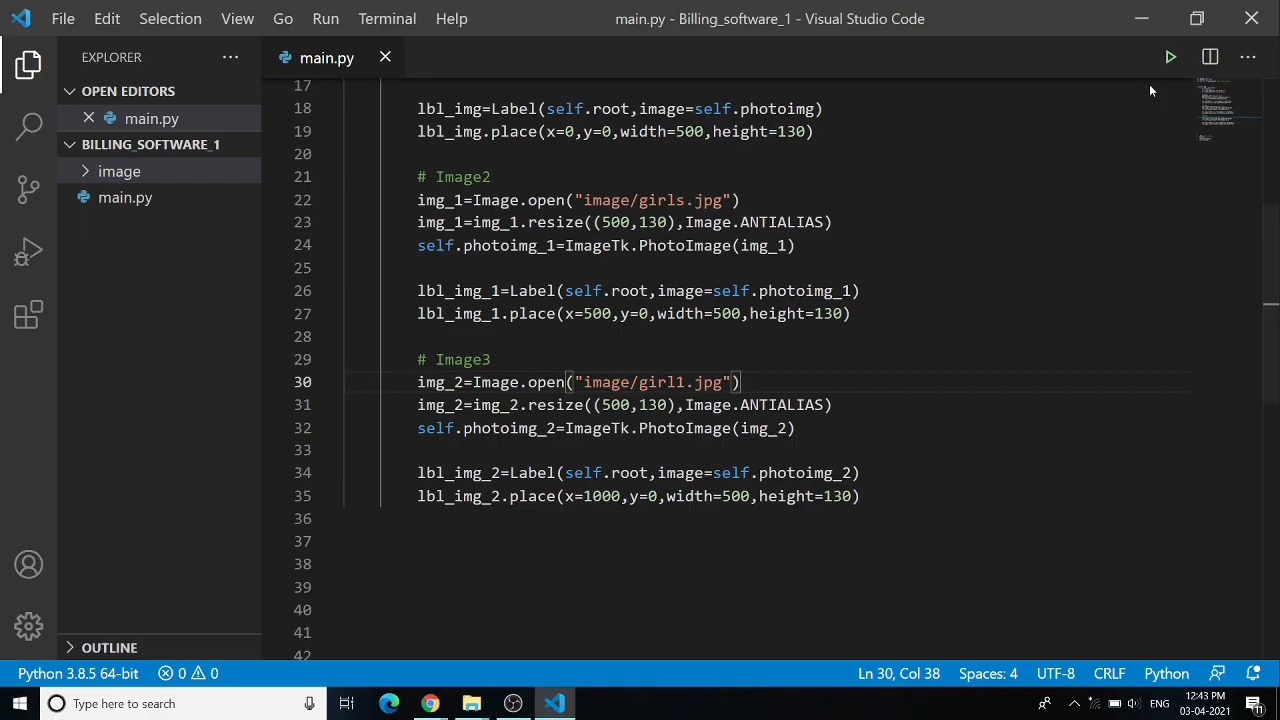 File Edit Selection View Go Run Terminal Help main.py - Billing_software_1 - Visual Studio Code
EXPLORER
main.py
OPEN EDITORS
main.py
BILLING_SOFTWARE_1
image
main.py
OUTLINE
17
18 lbl_img=Label(self.root,image=self.photoimg)
19 lbl_img.place(x=0,y=0,width=500,height=130)
20
21 # Image2
22 img_1=Image.open("image/girls.jpg")
23 img_1=img_1.resize((500,130),Image.ANTIALIAS)
24 self.photoimg_1=ImageTk.PhotoImage(img_1)
25
26 lbl_img_1=Label(self.root,image=self.photoimg_1)
27 lbl_img_1.place(x=500,y=0,width=500,height=130)
28
29 # Image3
30 img_2=Image.open("image/girl1.jpg")
31 img_2=img_2.resize((500,130),Image.ANTIALIAS)
32 self.photoimg_2=ImageTk.PhotoImage(img_2)
33
34 lbl_img_2=Label(self.root,image=self.photoimg_2)
35 lbl_img_2.place(x=1000,y=0,width=500,height=130)
36
37
38
39
40
41
42
Python 3.8.5 64-bit 0 0 Ln 30, Col 38 Spaces: 4 UTF-8 CRLF Python
Type here to search ENG 12:43 PM
03-04-2021